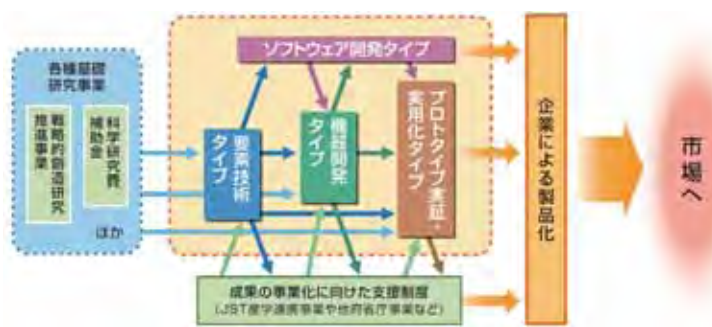 各種基礎
研究事業
戦略的創造研究
推進事業
科学研究費
補助金
ほか
ソフトウェア開発タイプ
要素技術
タイプ
機器開発
タイプ
プロトタイプ実証・
実用化タイプ
成果の事業化に向けた支援制度
(JST産学連携事業や他府省庁事業など)
企業による製品化
市場へ